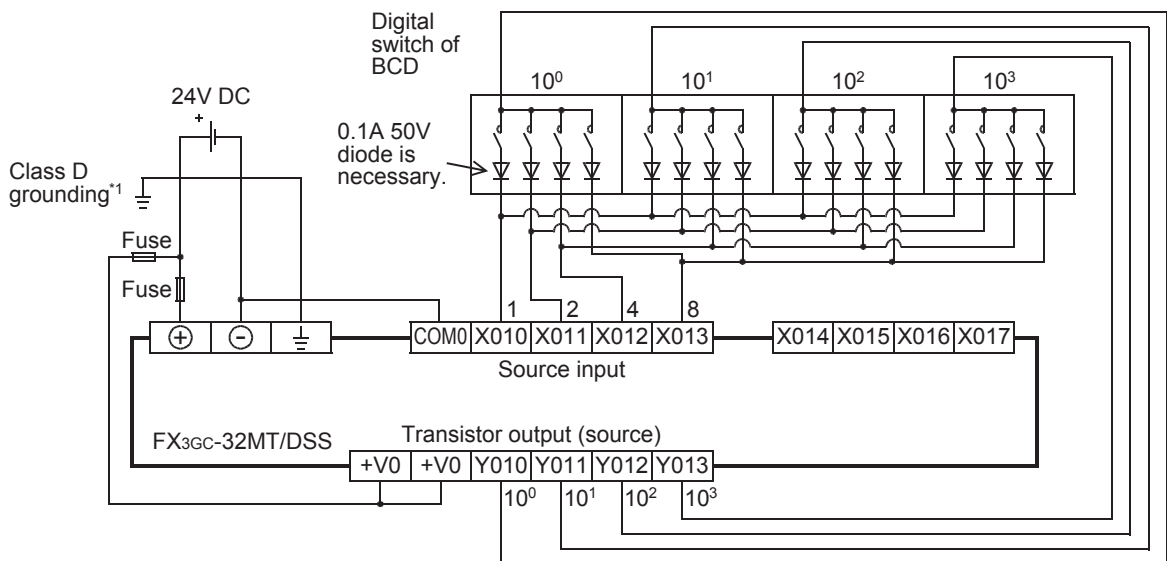 Digital
switch of
BCD
10⁰ 10¹ 10² 10³
24V DC
+
0.1A 50V
diode is
necessary.
Class D
grounding*1
Fuse
Fuse
1 2 4 8
+ - COM0 X010 X011 X012 X013 X014 X015 X016 X017
Source input
FX3GC-32MT/DSS
Transistor output (source)
+V0 +V0 Y010 Y011 Y012 Y013
10⁰ 10¹ 10² 10³